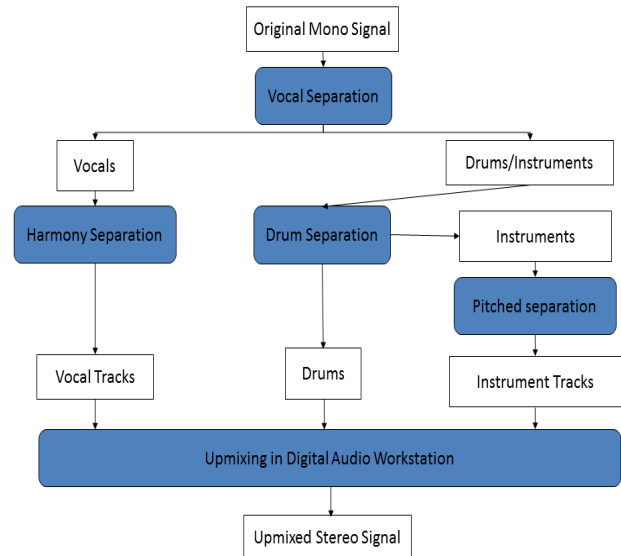 Original Mono Signal
Vocal Separation
Vocals
Drums/Instruments
Harmony Separation
Drum Separation
Instruments
Pitched separation
Vocal Tracks
Drums
Instrument Tracks
Upmixing in Digital Audio Workstation
Upmixed Stereo Signal